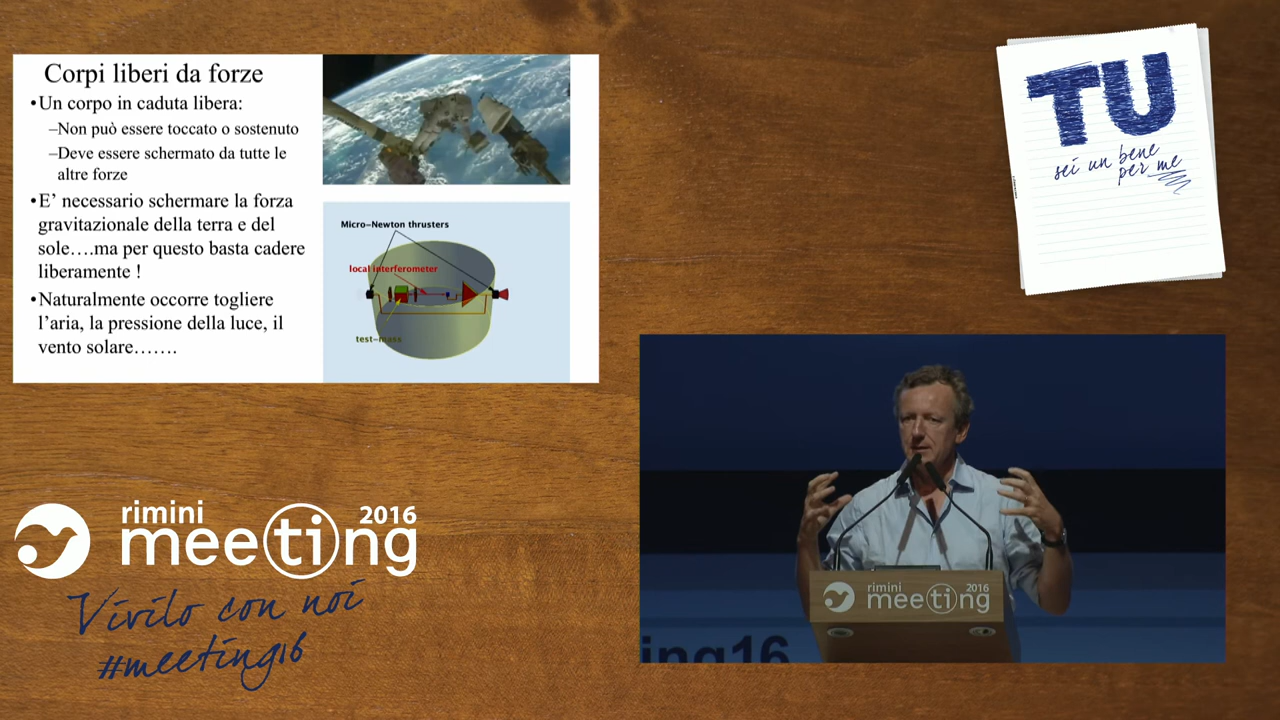 Corpi liberi da forze
•Un corpo in caduta libera:
–Non può essere toccato o sostenuto
–Deve essere schermato da tutte le
altre forze
•E’ necessario schermare la forza
gravitazionale della terra e del
sole….ma per questo basta cadere
liberamente !
•Naturalmente occorre togliere
l’aria, la pressione della luce, il
vento solare…….
Micro-Newton thrusters
local interferometer
test-mass
TU
sei un bene
per me
rimini
meeting
2016
Vivilo con noi
#meeting16
rimini
meeting
2016
ing16